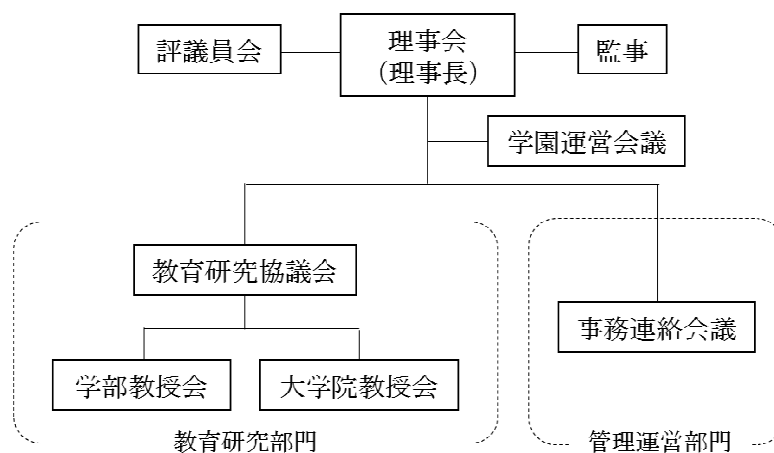 評議員会
理事会
（理事長）
監事
学園運営会議
教育研究協議会
事務連絡会議
学部教授会
大学院教授会
教育研究部門
管理運営部門